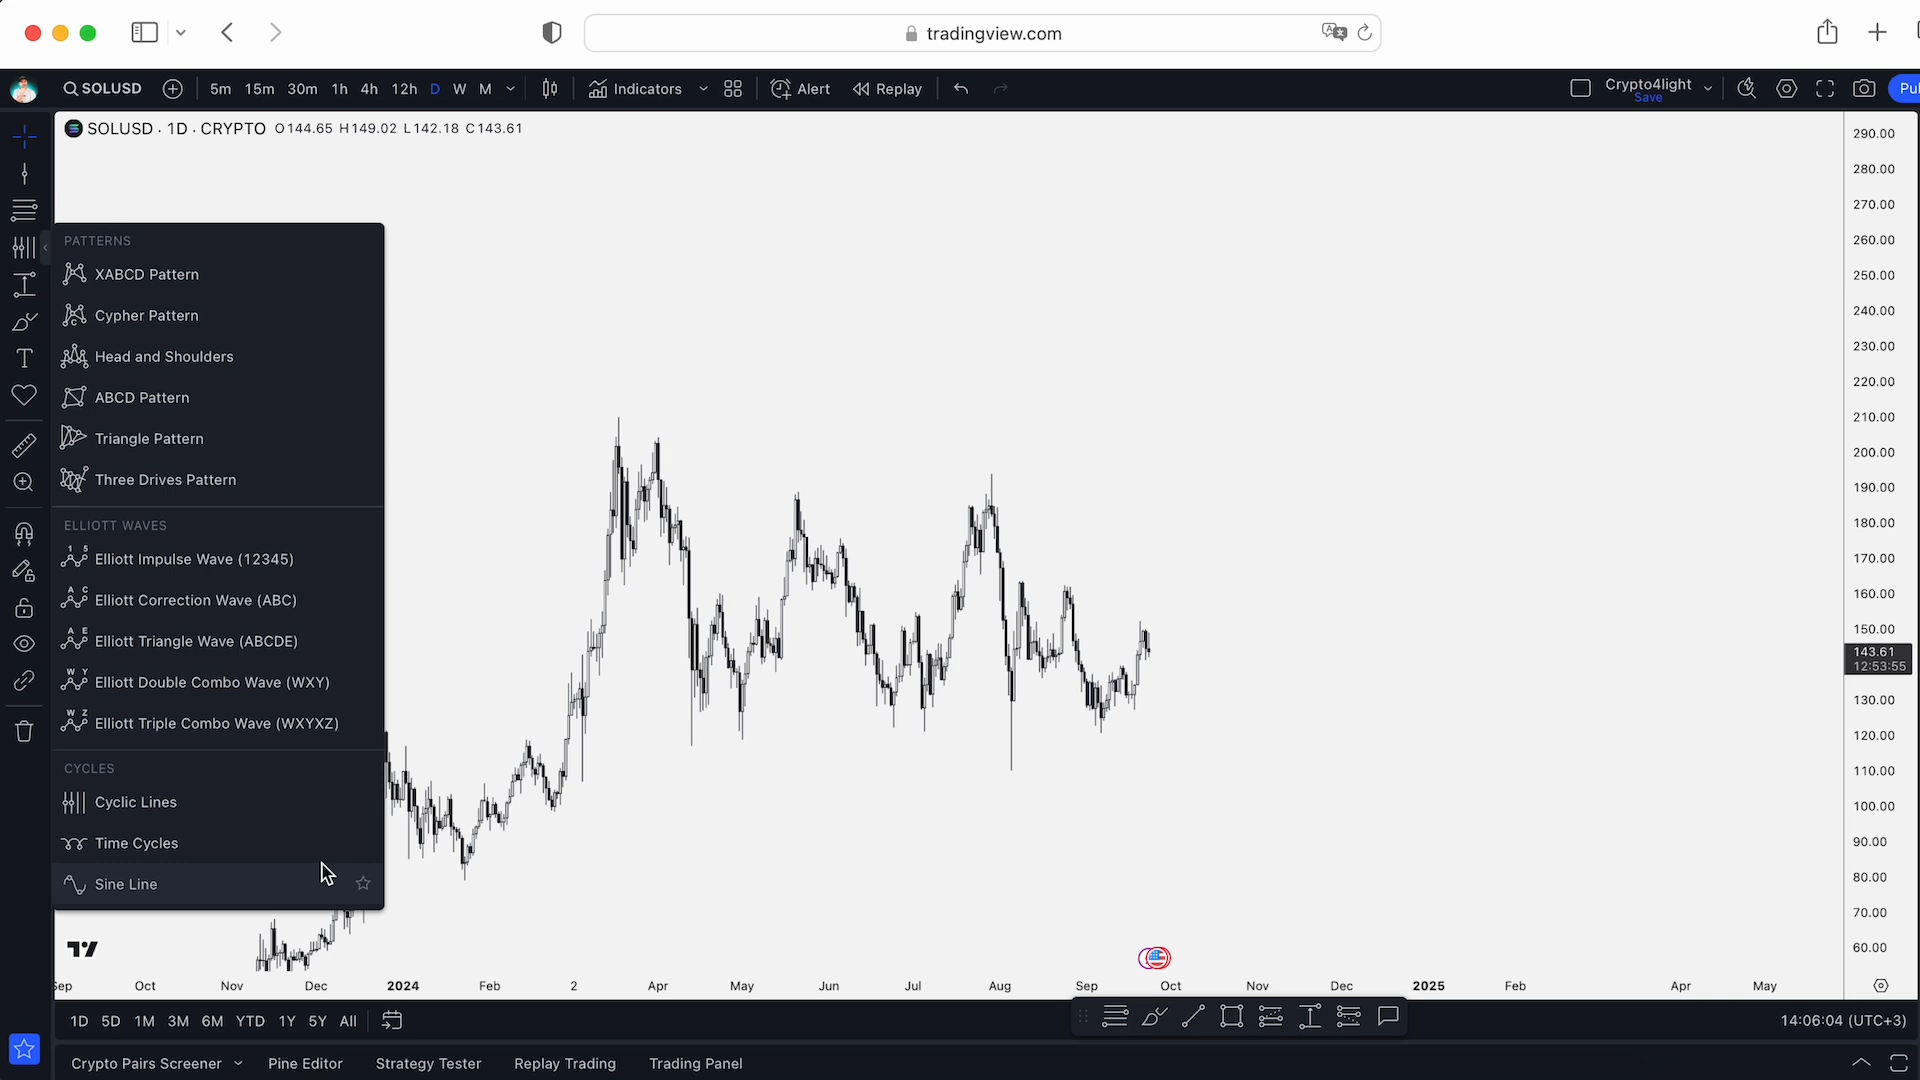 tradingview.com
SOLUSD 5m 15m 30m 1h 4h 12h D W M Indicators Alert Replay Crypto4light
Save
SOLUSD · 1D · CRYPTO O144.65 H149.02 L142.18 C143.61
PATTERNS
XABCD Pattern
Cypher Pattern
Head and Shoulders
ABCD Pattern
Triangle Pattern
Three Drives Pattern
ELLIOTT WAVES
Elliott Impulse Wave (12345)
Elliott Correction Wave (ABC)
Elliott Triangle Wave (ABCDE)
Elliott Double Combo Wave (WXY)
Elliott Triple Combo Wave (WXYXZ)
CYCLES
Cyclic Lines
Time Cycles
Sine Line
290.00
280.00
270.00
260.00
250.00
240.00
230.00
220.00
210.00
200.00
190.00
180.00
170.00
160.00
150.00
143.61
12:53:55
130.00
120.00
110.00
100.00
90.00
80.00
70.00
60.00
Oct Nov Dec 2024 Feb 2 Apr May Jun Jul Aug Sep Oct Nov Dec 2025 Feb Apr May
1D 5D 1M 3M 6M YTD 1Y 5Y All 14:06:04 (UTC+3)
Crypto Pairs Screener Pine Editor Strategy Tester Replay Trading Trading Panel